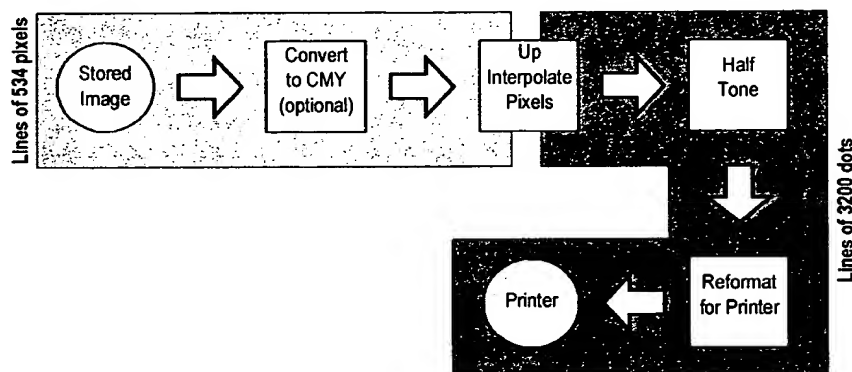 Lines of 534 pixels
Stored
Image
Convert
to CMY
(optional)
Up
Interpolate
Pixels
Half
Tone
Lines of 3200 dots
Reformat
for Printer
Printer